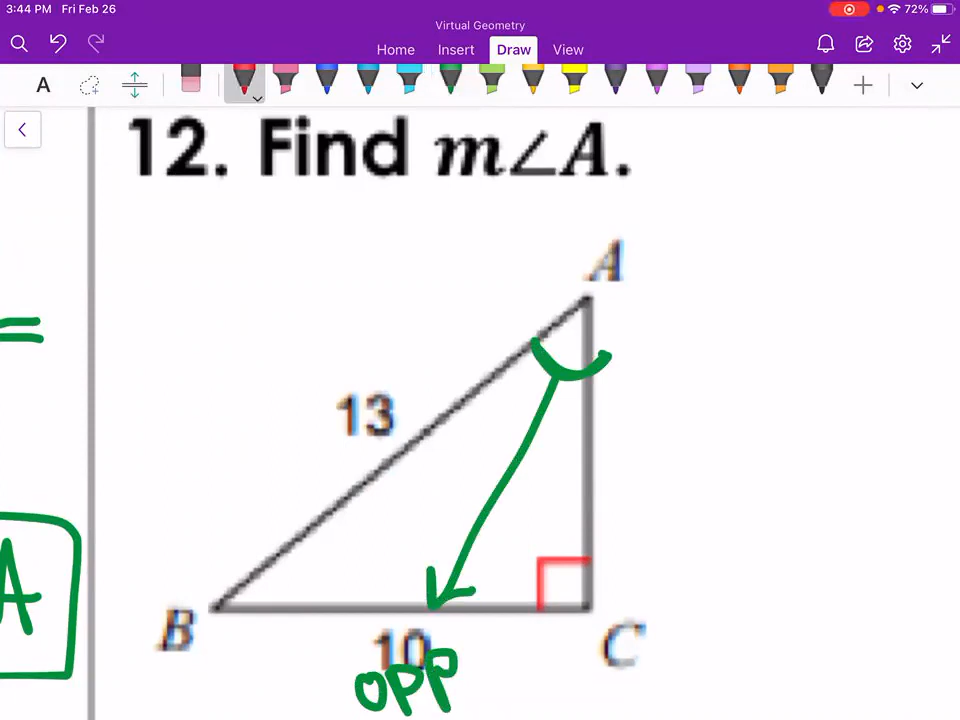 3:44 PM Fri Feb 26
72%
Virtual Geometry
Home Insert Draw View
A
12. Find m∠A.
A
=
13
A
B
10
C
opp